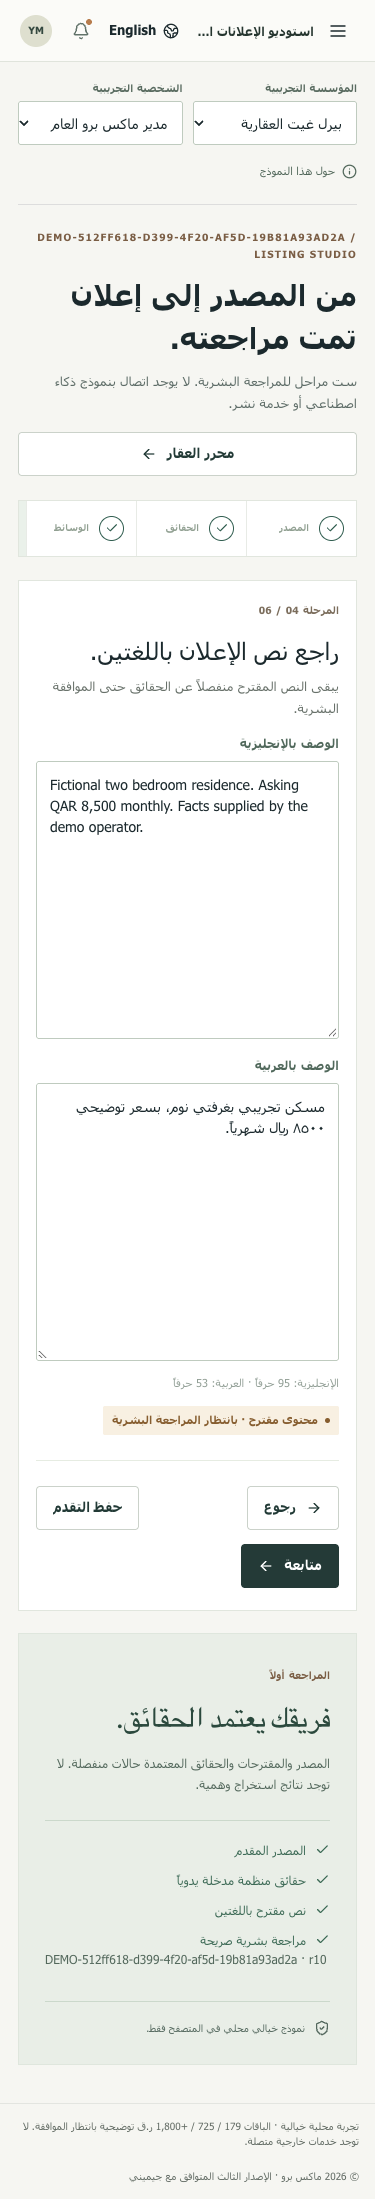 استوديو الإعلانات ا...
English
YM
المؤسسة التجريبية
الشخصية التجريبية
بيرل غيت العقارية
مدير ماكس برو العام
حول هذا النموذج
DEMO-512FF618-D399-4F20-AF5D-19B81A93AD2A /
LISTING STUDIO
من المصدر إلى إعلان
تمت مراجعته.
ست مراحل للمراجعة البشرية. لا يوجد اتصال بنموذج ذكاء
اصطناعي أو خدمة نشر.
محرر العقار
المصدر
الحقائق
الوسائط
المرحلة 04 / 06
راجع نص الإعلان باللغتين.
يبقى النص المقترح منفصلاً عن الحقائق حتى الموافقة
البشرية.
الوصف بالإنجليزية
Fictional two bedroom residence. Asking
QAR 8,500 monthly. Facts supplied by the
demo operator.
الوصف بالعربية
مسكن تجريبي بغرفتي نوم، بسعر توضيحي
٨٥٠٠ ريال شهرياً.
الإنجليزية: 95 حرفاً · العربية: 53 حرفاً
محتوى مقترح · بانتظار المراجعة البشرية
رجوع
حفظ التقدم
متابعة
المراجعة أولاً
فريقك يعتمد الحقائق.
المصدر والمقترحات والحقائق المعتمدة حالات منفصلة. لا
توجد نتائج استخراج وهمية.
المصدر المقدم
حقائق منظمة مدخلة يدوياً
نص مقترح باللغتين
مراجعة بشرية صريحة
DEMO-512ff618-d399-4f20-af5d-19b81a93ad2a · r10
نموذج خيالي محلي في المتصفح فقط.
تجربة محلية خيالية · الباقات 179 / 725 / +1,800 ر.ق توضيحية بانتظار الموافقة. لا
توجد خدمات خارجية متصلة.
© 2026 ماكس برو · الإصدار الثالث المتوافق مع جيميني